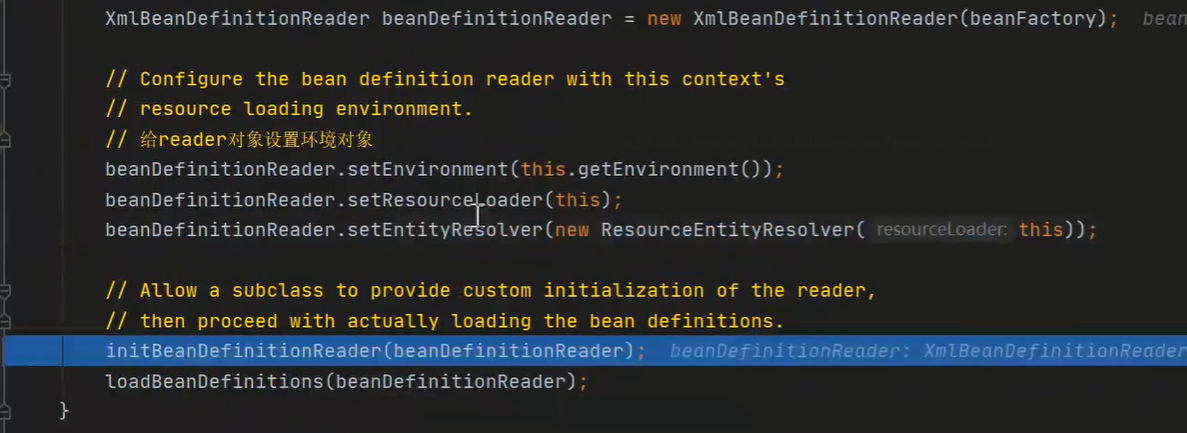 XmlBeanDefinitionReader beanDefinitionReader = new XmlBeanDefinitionReader(beanFactory); bean
// Configure the bean definition reader with this context's
// resource loading environment.
// 给reader对象设置环境对象
beanDefinitionReader.setEnvironment(this.getEnvironment());
beanDefinitionReader.setResourceLoader(this);
beanDefinitionReader.setEntityResolver(new ResourceEntityResolver( resourceLoader: this));
// Allow a subclass to provide custom initialization of the reader,
// then proceed with actually loading the bean definitions.
initBeanDefinitionReader(beanDefinitionReader); beanDefinitionReader: XmlBeanDefinitionReader
loadBeanDefinitions(beanDefinitionReader);
}